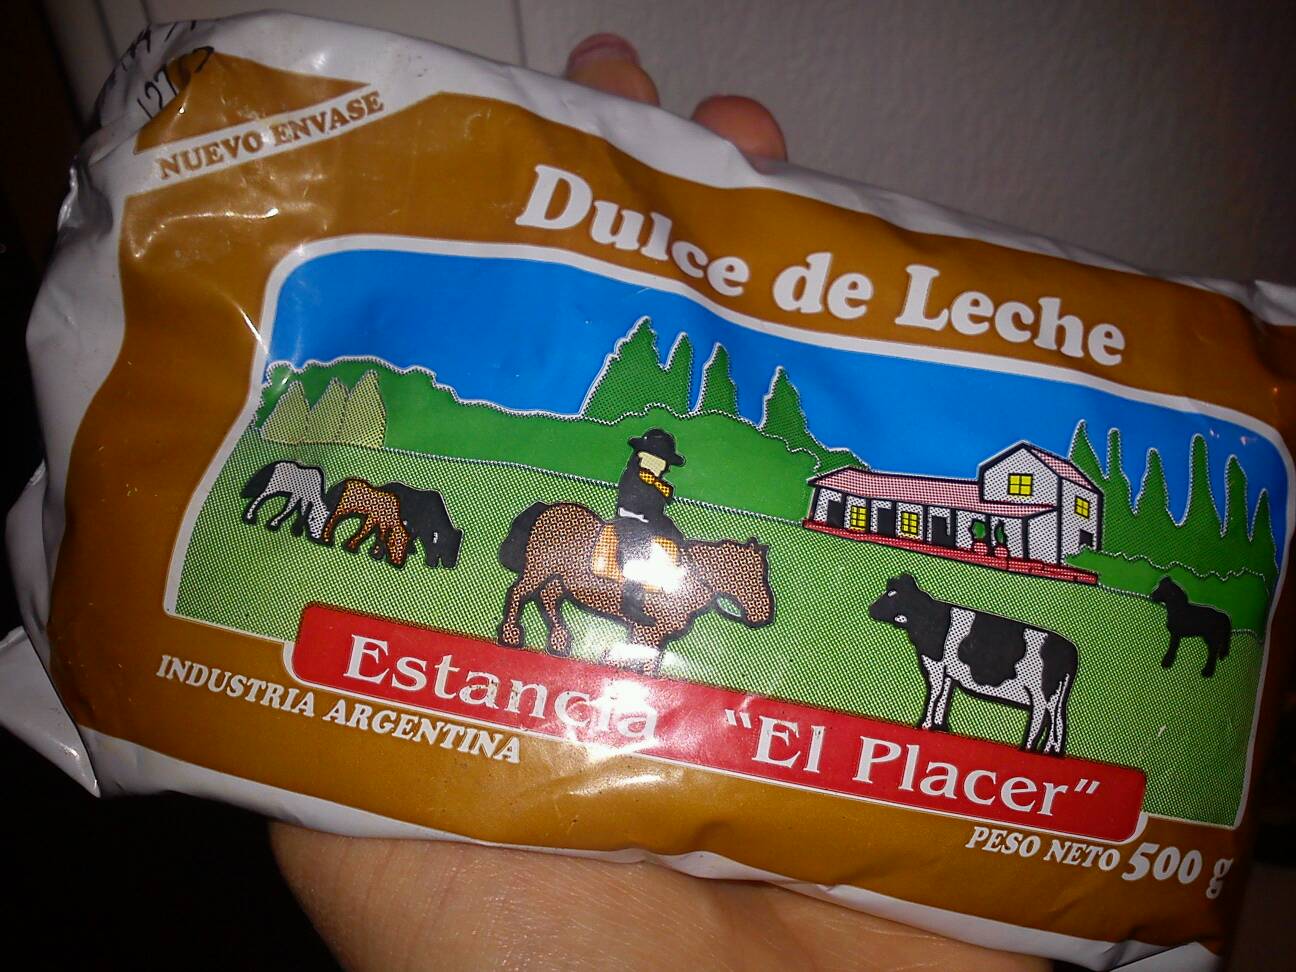 NUEVO ENVASE
Dulce de Leche
Estancia "El Placer"
INDUSTRIA ARGENTINA
PESO NETO 500 g